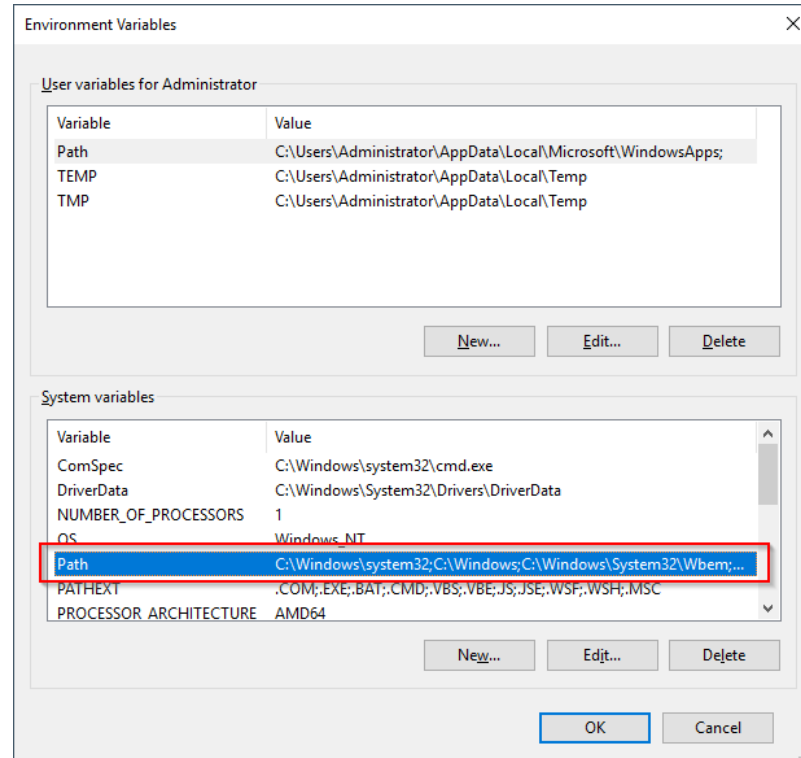 Environment Variables
User variables for Administrator
Variable Value
Path C:\Users\Administrator\AppData\Local\Microsoft\WindowsApps;
TEMP C:\Users\Administrator\AppData\Local\Temp
TMP C:\Users\Administrator\AppData\Local\Temp
New... Edit... Delete
System variables
Variable Value
ComSpec C:\Windows\system32\cmd.exe
DriverData C:\Windows\System32\Drivers\DriverData
NUMBER_OF_PROCESSORS 1
OS Windows_NT
Path C:\Windows\system32;C:\Windows;C:\Windows\System32\Wbem;...
PATHEXT .COM;.EXE;.BAT;.CMD;.VBS;.VBE;.JS;.JSE;.WSF;.WSH;.MSC
PROCESSOR_ARCHITECTURE AMD64
New... Edit... Delete
OK Cancel